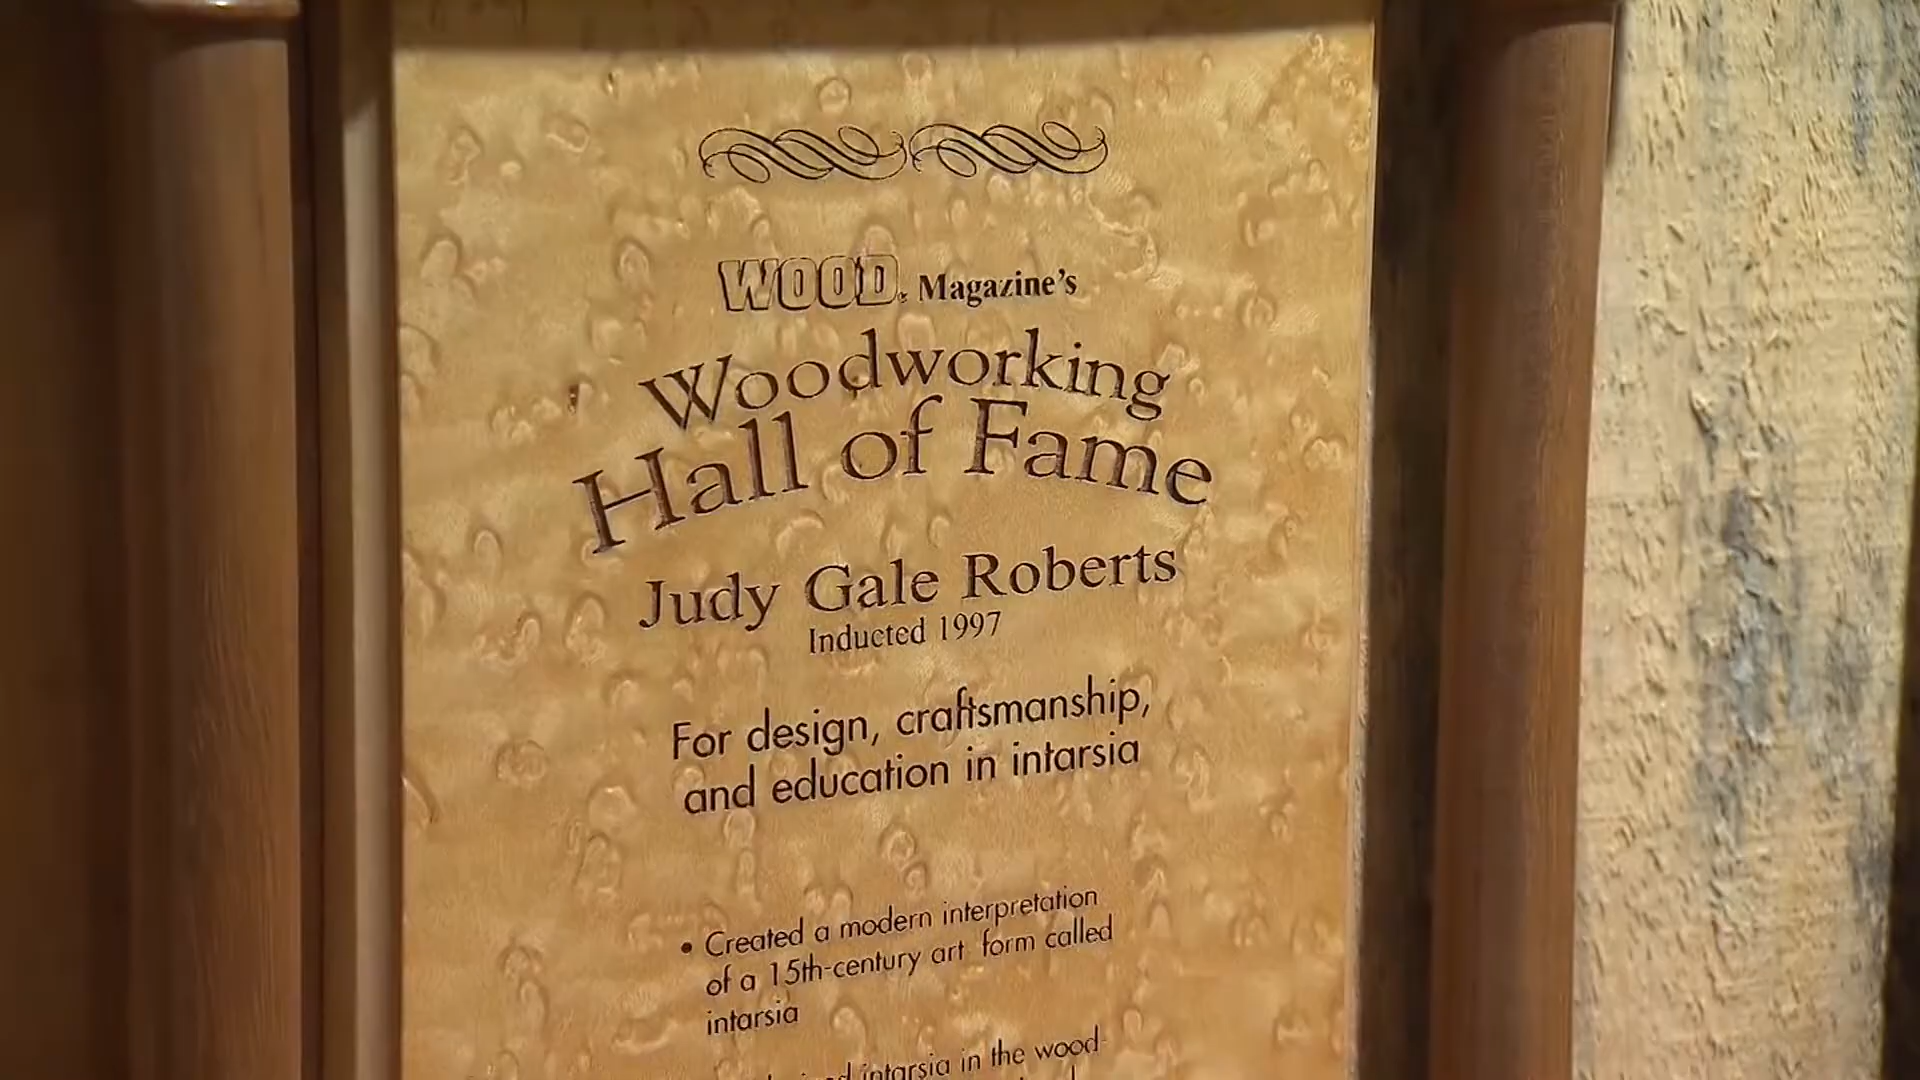 WOOD Magazine's
Woodworking
Hall of Fame
Judy Gale Roberts
Inducted 1997
For design, craftsmanship,
and education in intarsia
• Created a modern interpretation
of a 15th-century art form called
intarsia
intarsia in the wood-